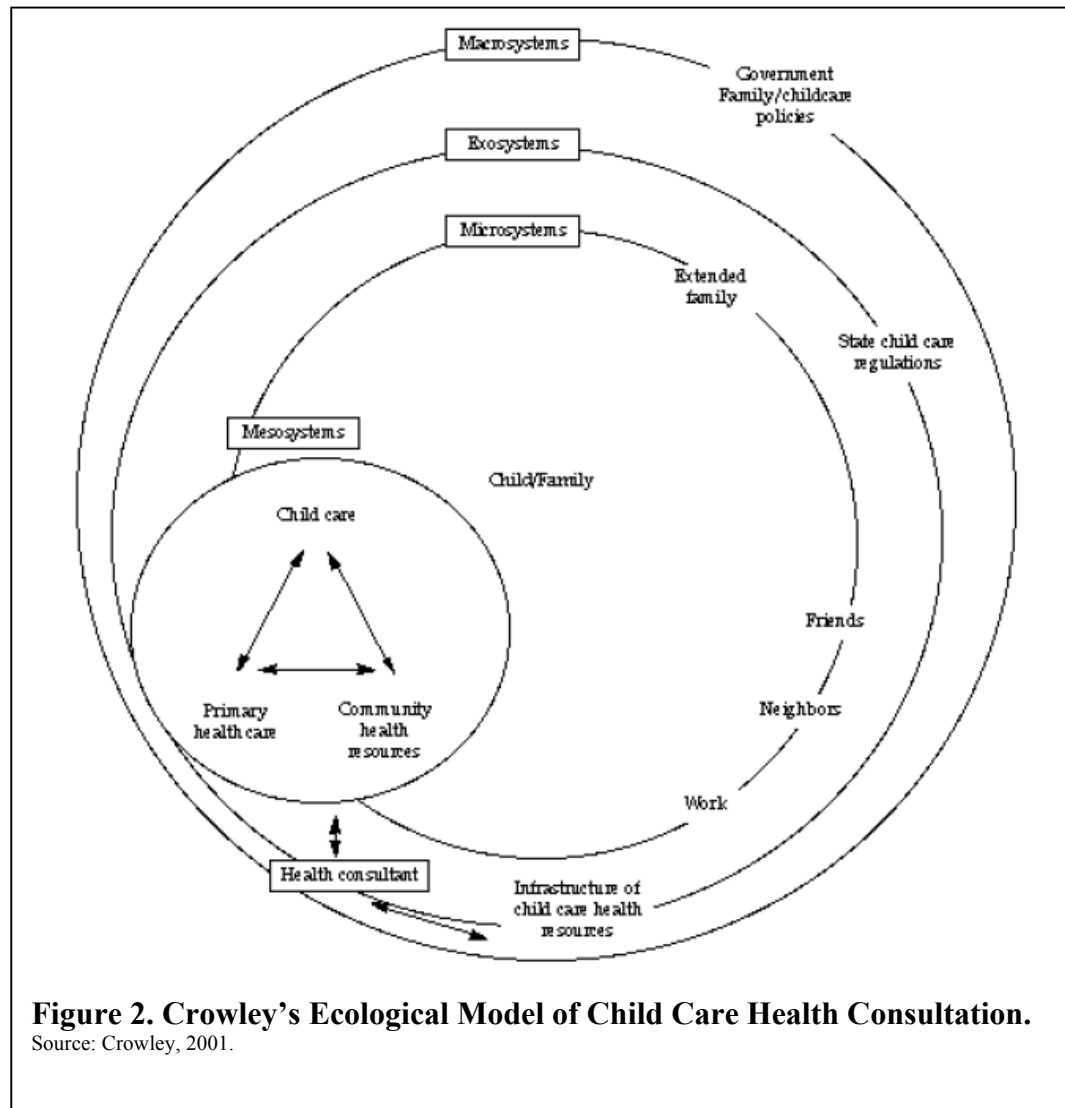 Macrosystems
Government
Family/childcare
policies
Exosystems
Microsystems
Extended
family
State child care
regulations
Mesosystems
Child/Family
Child care
Friends
Primary
health care
Community
health
resources
Neighbors
Work
Health consultant
Infrastructure of
child care health
resources
Figure 2. Crowley’s Ecological Model of Child Care Health Consultation.
Source: Crowley, 2001.